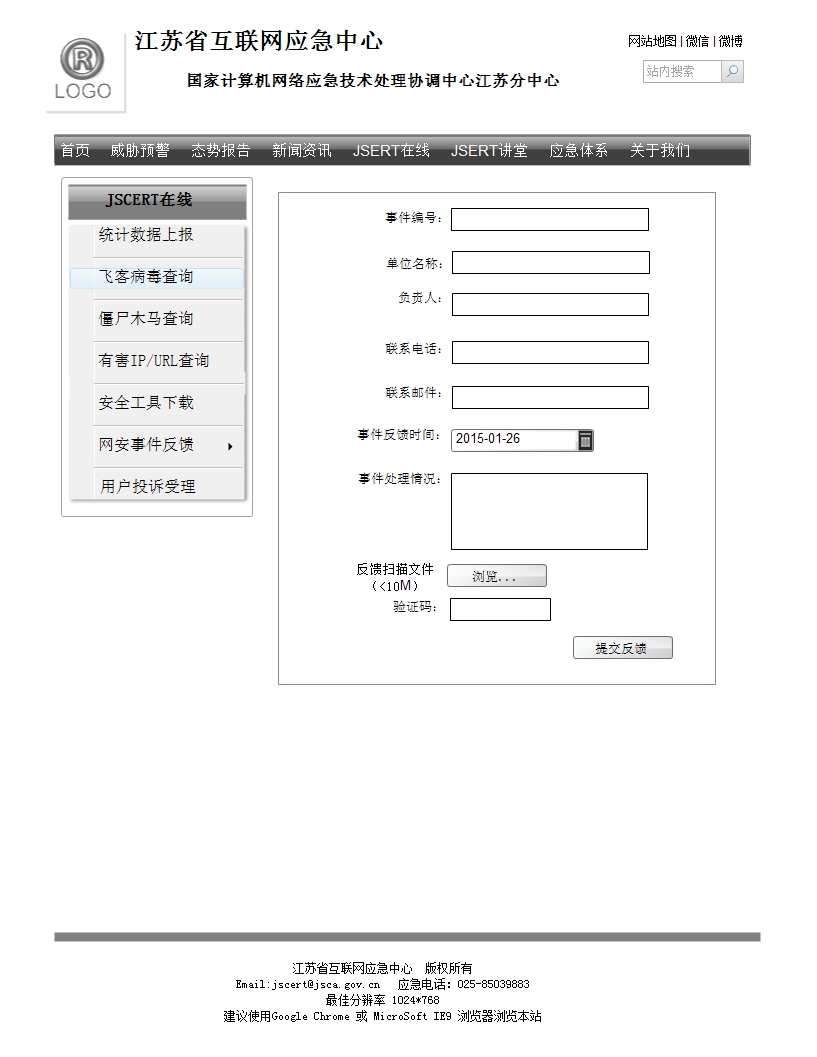 LOGO
江苏省互联网应急中心
国家计算机网络应急技术处理协调中心江苏分中心
网站地图 | 微信 | 微博
站内搜索
首页 威胁预警 态势报告 新闻资讯 JSERT在线 JSERT讲堂 应急体系 关于我们
JSCERT在线
统计数据上报
飞客病毒查询
僵尸木马查询
有害IP/URL查询
安全工具下载
网安事件反馈
用户投诉受理
事件编号:
单位名称:
负责人:
联系电话:
联系邮件:
事件反馈时间: 2015-01-26
事件处理情况:
反馈扫描文件
(<10M)
浏览...
验证码:
提交反馈
江苏省互联网应急中心 版权所有
Email:jscert@jsca.gov.cn 应急电话: 025-85039883
最佳分辨率 1024*768
建议使用Google Chrome 或 MicroSoft IE9 浏览器浏览本站